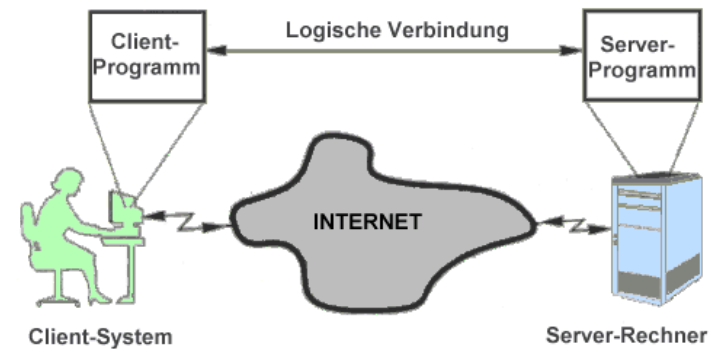 Client-
Programm
Logische Verbindung
Server-
Programm
INTERNET
Client-System
Server-Rechner